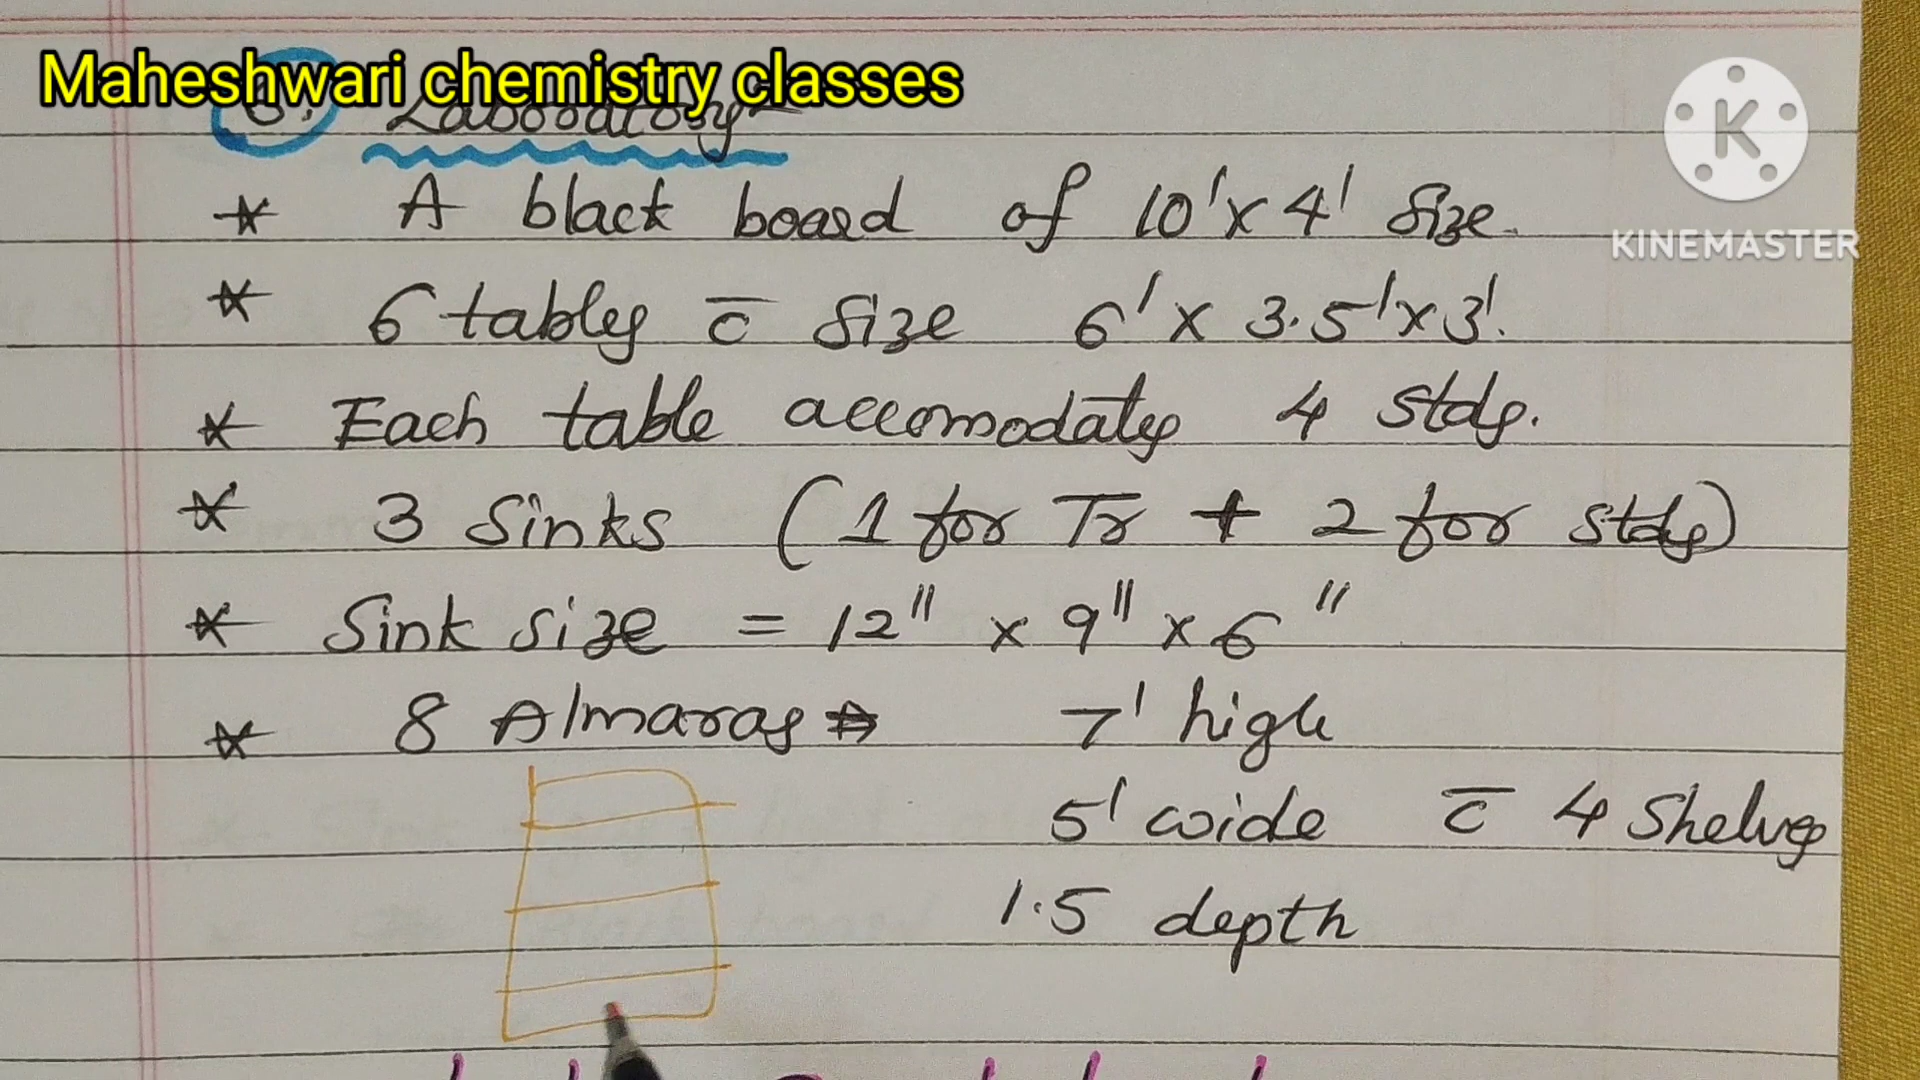 Maheshwari chemistry classes
Laboratory -
* A black board of 10' x 4' size.
K
KINEMASTER
* 6 tables c̄ size 6' x 3.5' x 3'.
* Each table accomodates 4 stds.
* 3 Sinks (1 for Tr + 2 for stds)
* Sink size = 12" x 9" x 6"
* 8 Almaras → 7' high
5' wide c̄ 4 Shelves
1.5 depth